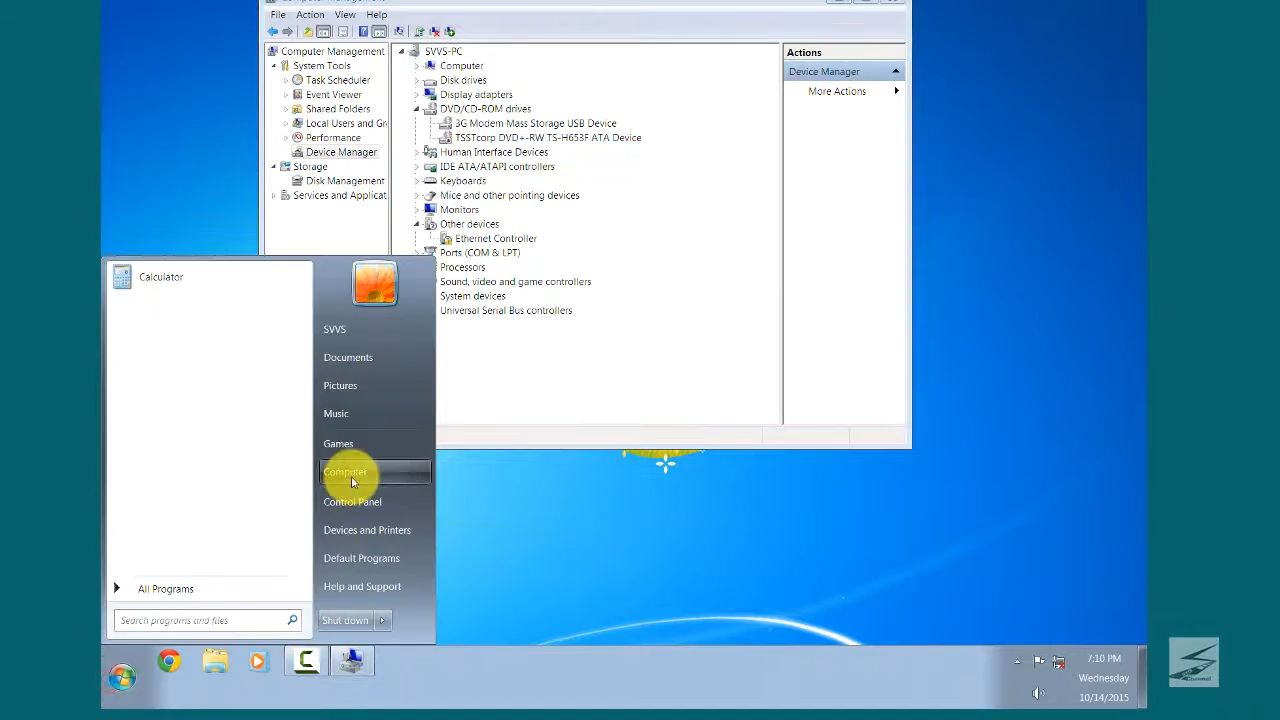 File Action View Help
Computer Management
System Tools
Task Scheduler
Event Viewer
Shared Folders
Local Users and Gr
Performance
Device Manager
Storage
Disk Management
Services and Applicat
SVVS-PC
Computer
Disk drives
Display adapters
DVD/CD-ROM drives
3G Modem Mass Storage USB Device
TSSTcorp DVD+-RW TS-H653F ATA Device
Human Interface Devices
IDE ATA/ATAPI controllers
Keyboards
Mice and other pointing devices
Monitors
Other devices
Ethernet Controller
Ports (COM & LPT)
Processors
Sound, video and game controllers
System devices
Universal Serial Bus controllers
Actions
Device Manager
More Actions
Calculator
All Programs
Search programs and files
SVVS
Documents
Pictures
Music
Games
Computer
Control Panel
Devices and Printers
Default Programs
Help and Support
Shut down
7:10 PM
Wednesday
10/14/2015
Channel